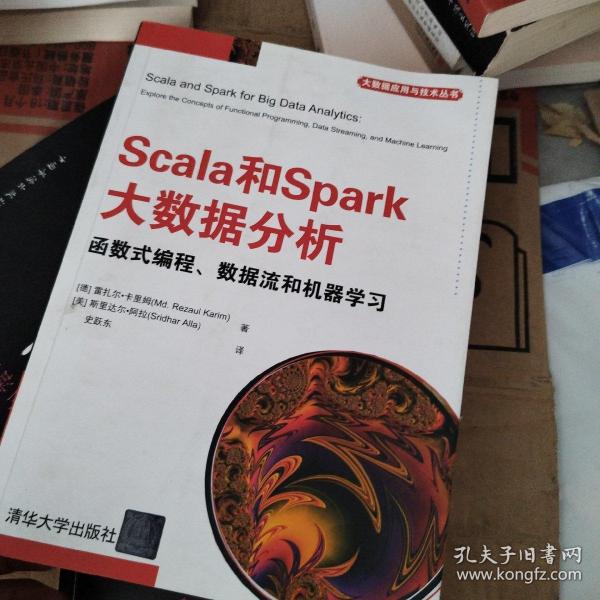 大数据应用与技术丛书
Scala and Spark for Big Data Analytics:
Explore the Concepts of Functional Programming, Data Streaming, and Machine Learning
Scala和Spark
大数据分析
函数式编程、数据流和机器学习
[德] 雷扎尔·卡里姆(Md. Rezaul Karim)
[美] 斯里达尔·阿拉(Sridhar Alla) 著
史跃东 译
清华大学出版社
孔夫子旧书网
www.kongfz.com